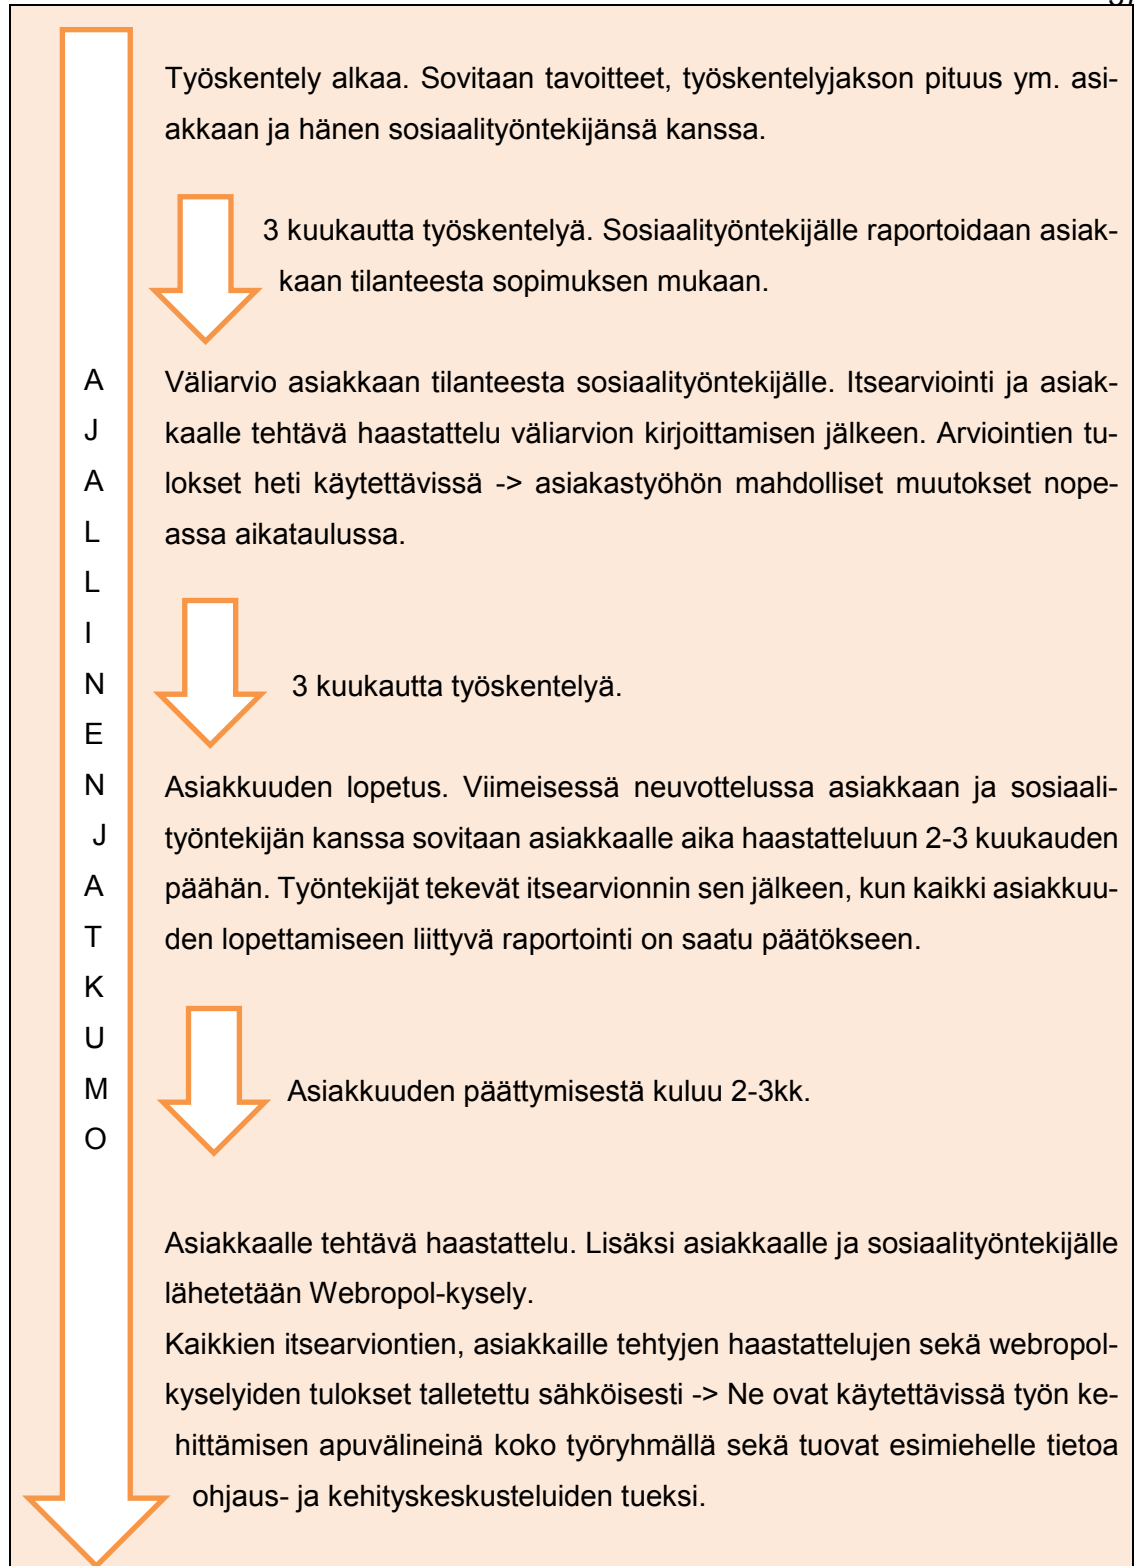 Työskentely alkaa. Sovitaan tavoitteet, työskentelyjakson pituus ym. asi-
akkaan ja hänen sosiaalityöntekijänsä kanssa.
3 kuukautta työskentelyä. Sosiaalityöntekijälle raportoidaan asiak-
kaan tilanteesta sopimuksen mukaan.
A
J
A
L
L
I
N
E
N
J
A
T
K
U
M
O
Väliarvio asiakkaan tilanteesta sosiaalityöntekijälle. Itsearviointi ja asiak-
kaalle tehtävä haastattelu väliarvion kirjoittamisen jälkeen. Arviointien tu-
lokset heti käytettävissä -> asiakastyöhön mahdolliset muutokset nope-
assa aikataulussa.
3 kuukautta työskentelyä.
Asiakkuuden lopetus. Viimeisessä neuvottelussa asiakkaan ja sosiaali-
työntekijän kanssa sovitaan asiakkaalle aika haastatteluun 2-3 kuukauden
päähän. Työntekijät tekevät itsearvionnin sen jälkeen, kun kaikki asiakkuu-
den lopettamiseen liittyvä raportointi on saatu päätökseen.
Asiakkuuden päättymisestä kuluu 2-3kk.
Asiakkaalle tehtävä haastattelu. Lisäksi asiakkaalle ja sosiaalityöntekijälle
lähetetään Webropol-kysely.
Kaikkien itsearviontien, asiakkaille tehtyjen haastattelujen sekä webropol-
kyselyiden tulokset talletettu sähköisesti -> Ne ovat käytettävissä työn ke-
hittämisen apuvälineinä koko työryhmällä sekä tuovat esimiehelle tietoa
ohjaus- ja kehityskeskusteluiden tueksi.